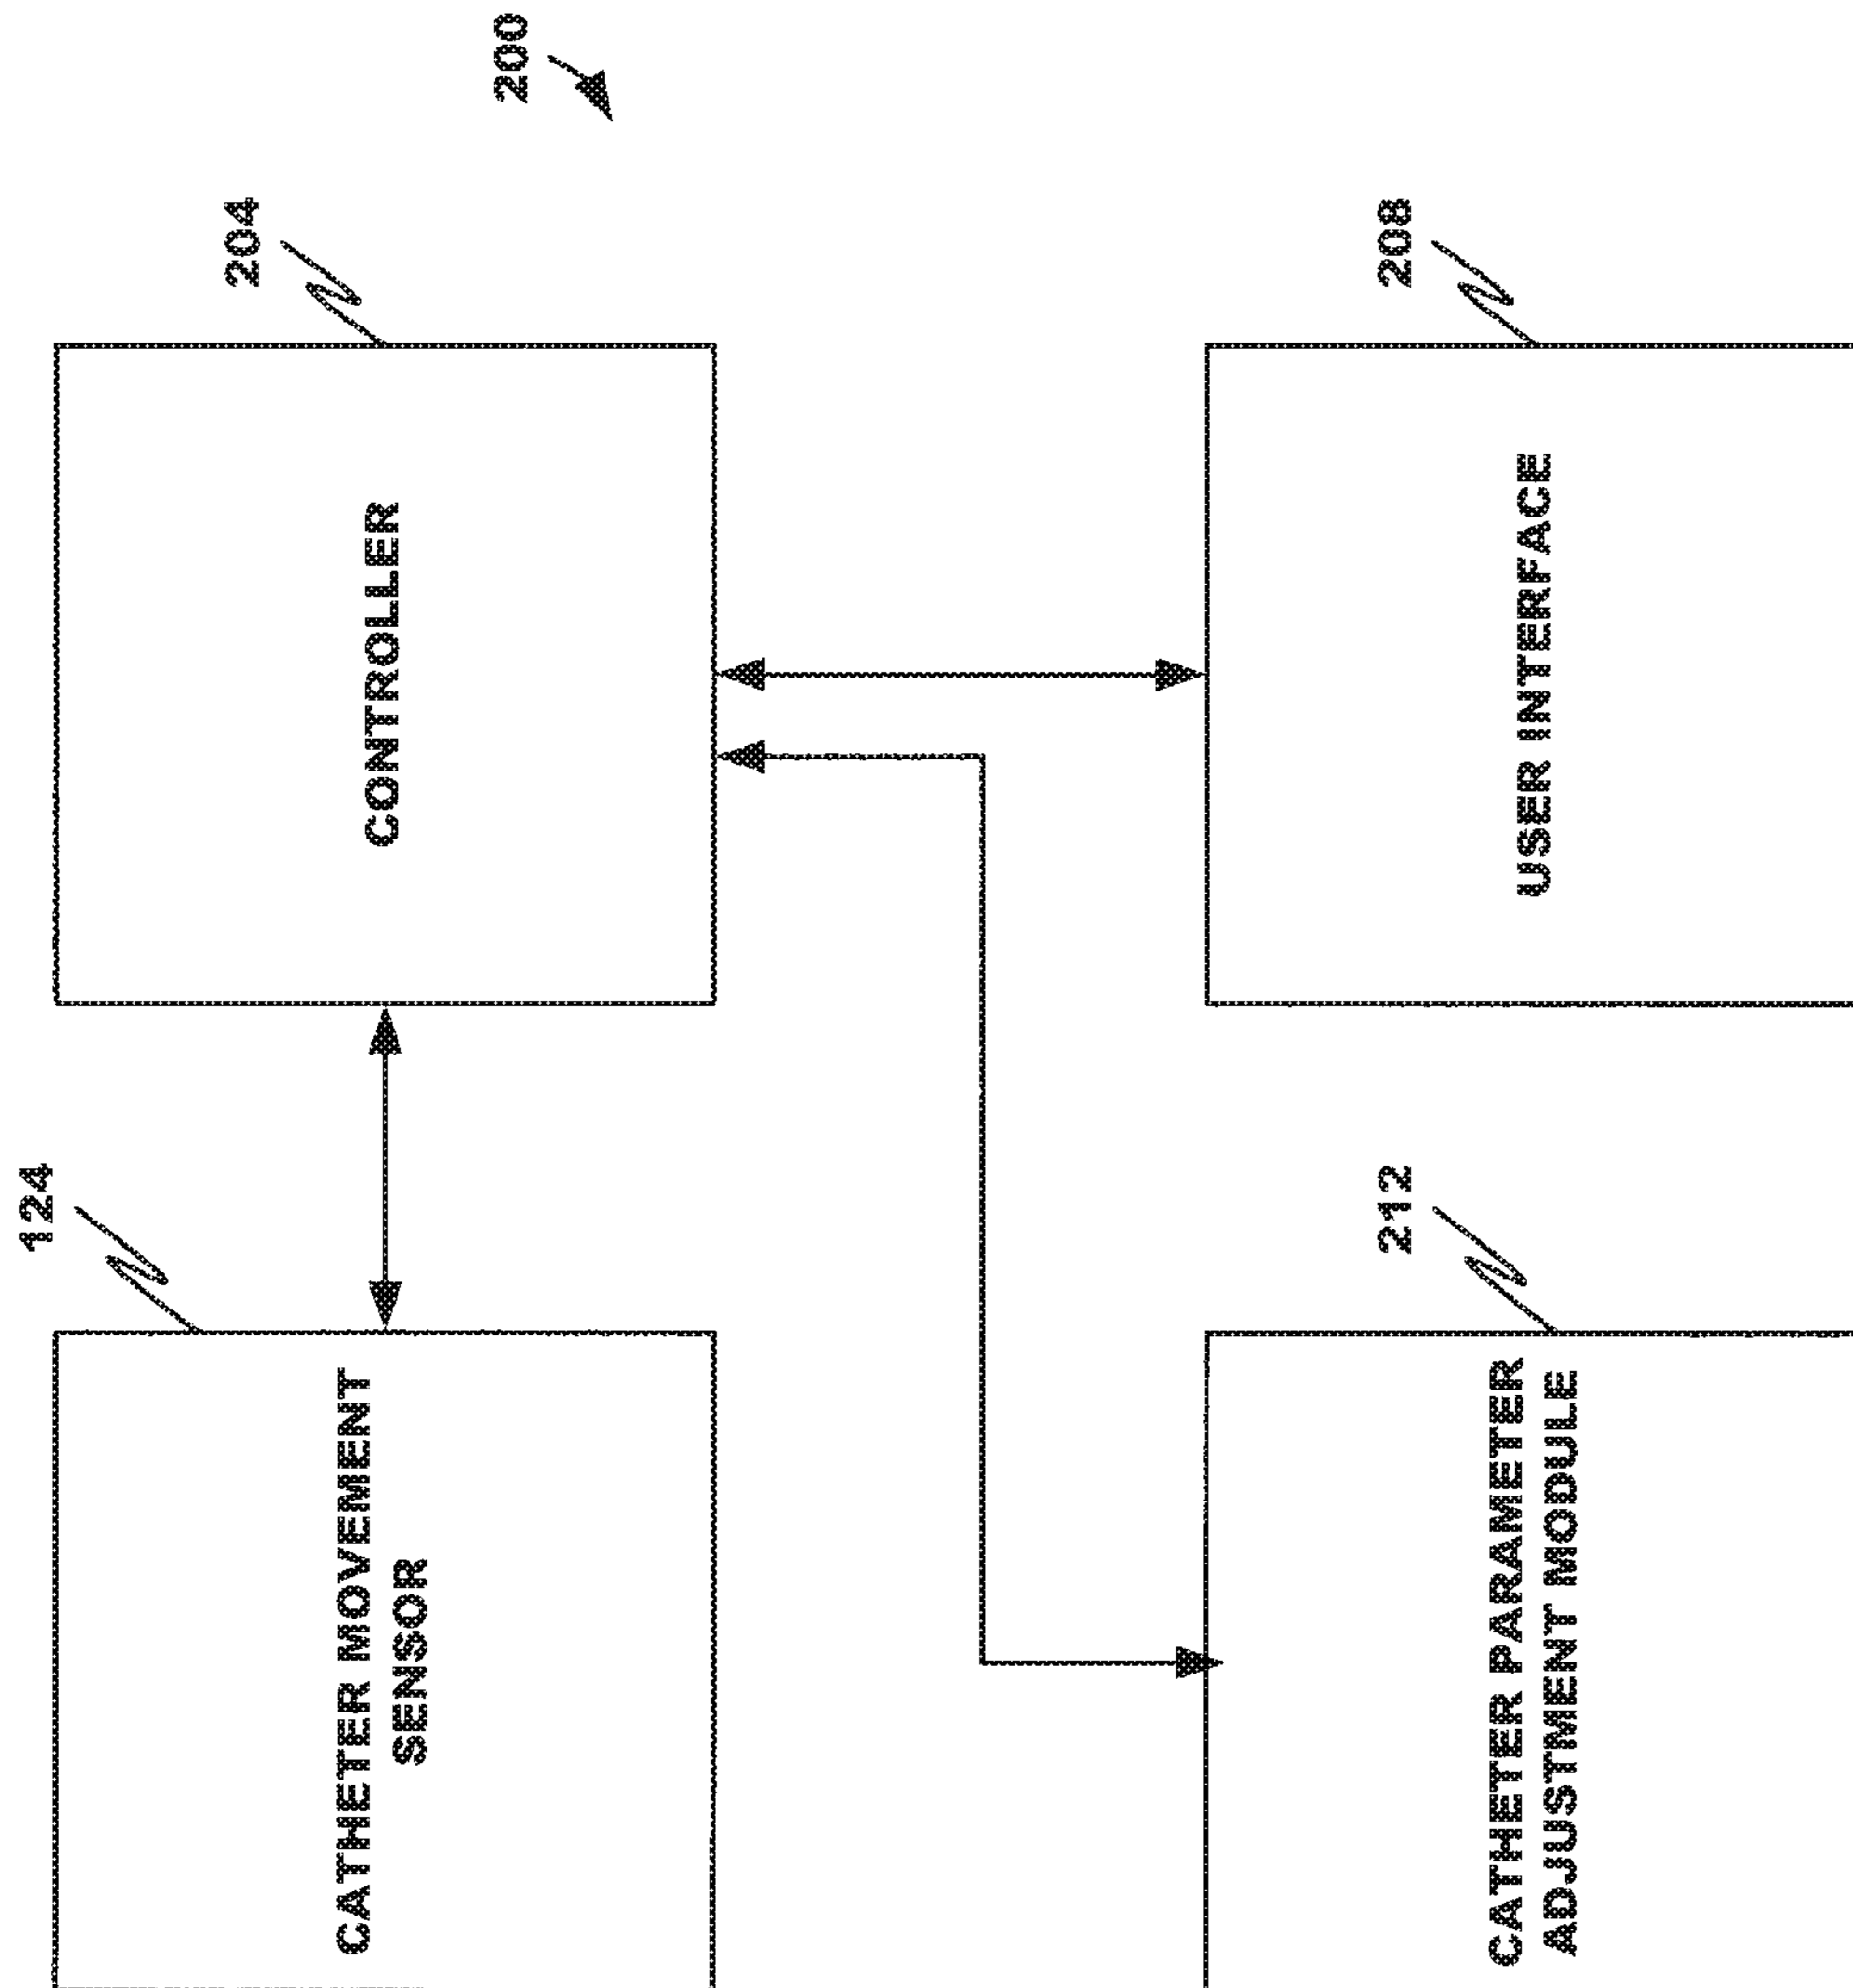 200
124
204
CATHETER MOVEMENT
SENSOR
CONTROLLER
212
208
CATHETER PARAMETER
ADJUSTMENT MODULE
USER INTERFACE